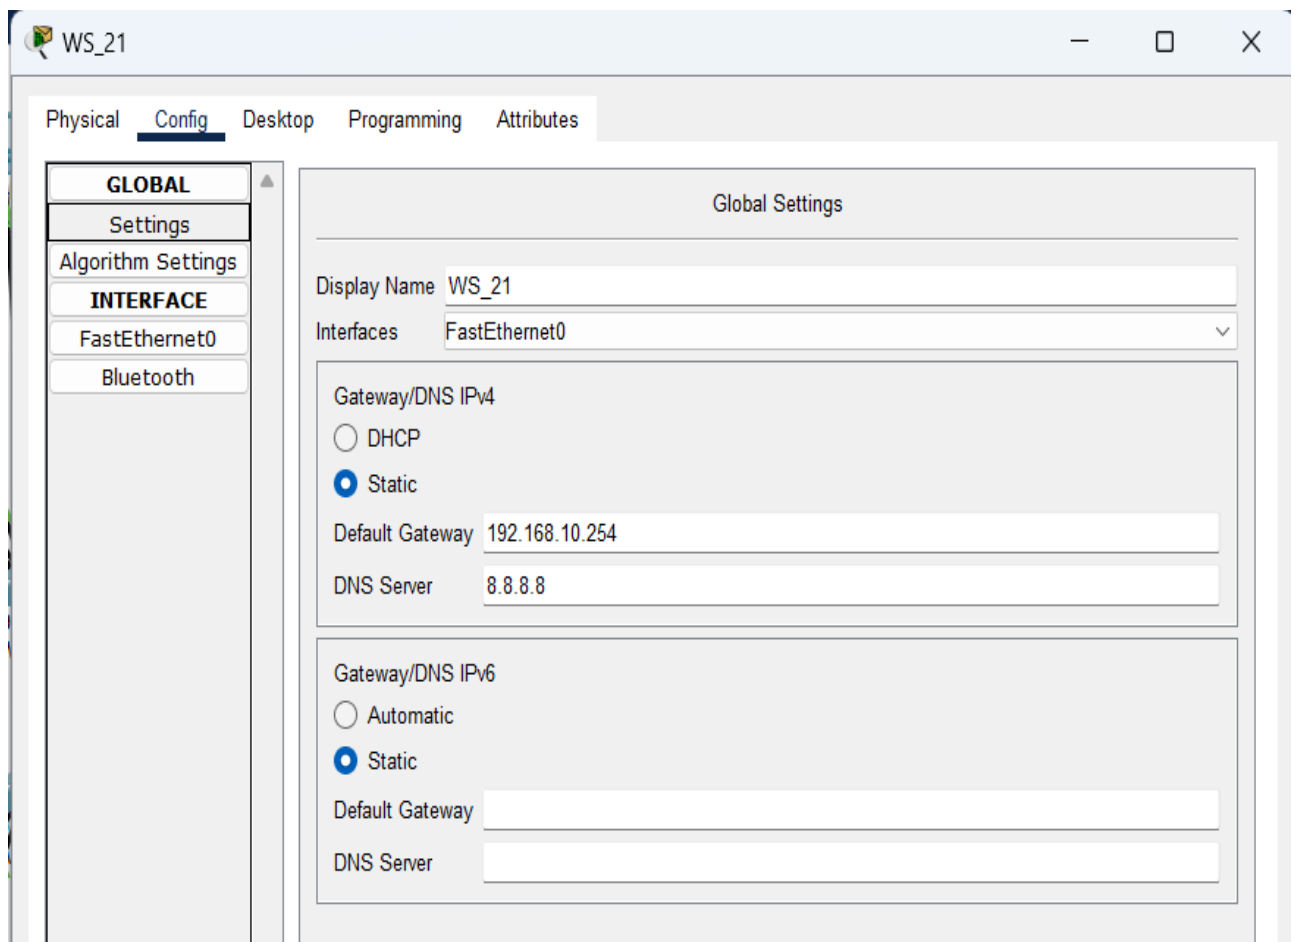 WS_21
Physical Config Desktop Programming Attributes
GLOBAL
Settings
Algorithm Settings
INTERFACE
FastEthernet0
Bluetooth
Global Settings
Display Name WS_21
Interfaces FastEthernet0
Gateway/DNS IPv4
DHCP
Static
Default Gateway 192.168.10.254
DNS Server 8.8.8.8
Gateway/DNS IPv6
Automatic
Static
Default Gateway
DNS Server